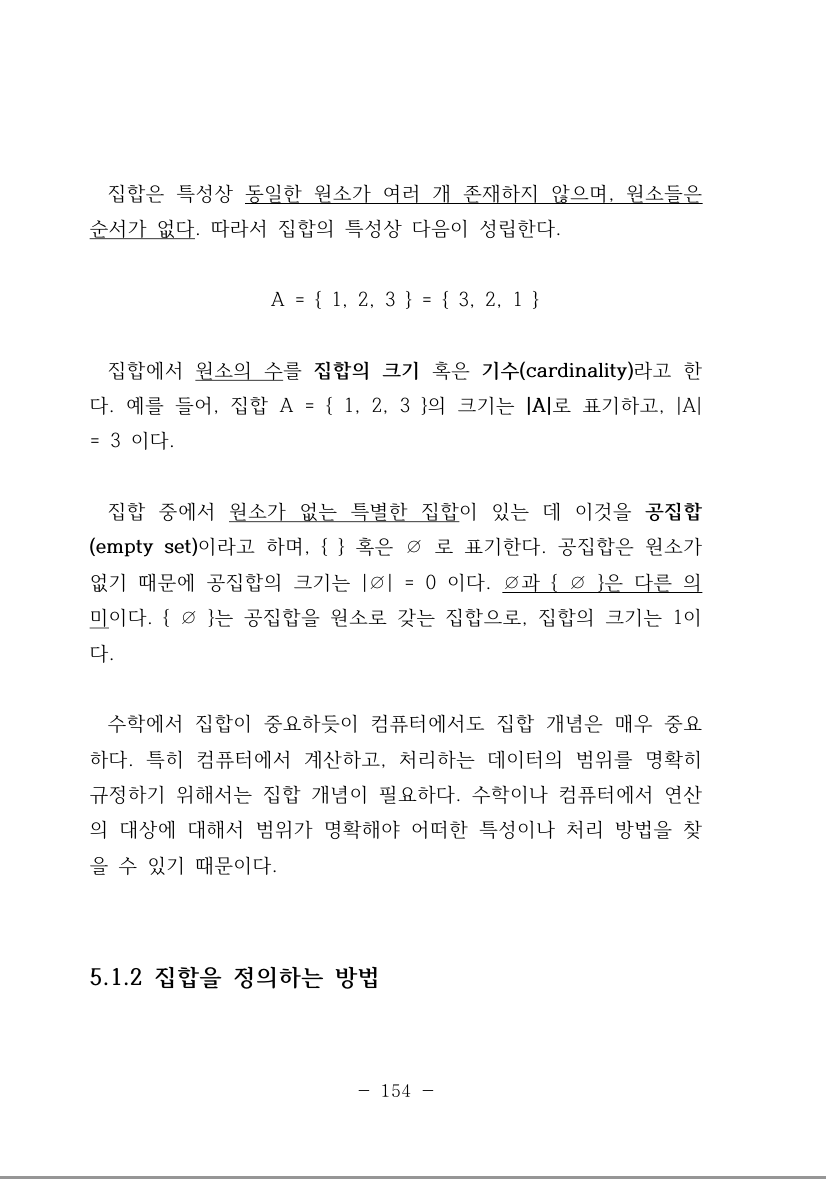 집합은 특성상 동일한 원소가 여러 개 존재하지 않으며, 원소들은
순서가 없다. 따라서 집합의 특성상 다음이 성립한다.
A = { 1, 2, 3 } = { 3, 2, 1 }
집합에서 원소의 수를 집합의 크기 혹은 기수(cardinality)라고 한
다. 예를 들어, 집합 A = { 1, 2, 3 }의 크기는 |A|로 표기하고, |A|
= 3 이다.
집합 중에서 원소가 없는 특별한 집합이 있는 데 이것을 공집합
(empty set)이라고 하며, { } 혹은 ∅ 로 표기한다. 공집합은 원소가
없기 때문에 공집합의 크기는 |∅| = 0 이다. ∅과 { ∅ }은 다른 의
미이다. { ∅ }는 공집합을 원소로 갖는 집합으로, 집합의 크기는 1이
다.
수학에서 집합이 중요하듯이 컴퓨터에서도 집합 개념은 매우 중요
하다. 특히 컴퓨터에서 계산하고, 처리하는 데이터의 범위를 명확히
규정하기 위해서는 집합 개념이 필요하다. 수학이나 컴퓨터에서 연산
의 대상에 대해서 범위가 명확해야 어떠한 특성이나 처리 방법을 찾
을 수 있기 때문이다.
5.1.2 집합을 정의하는 방법
- 154 -